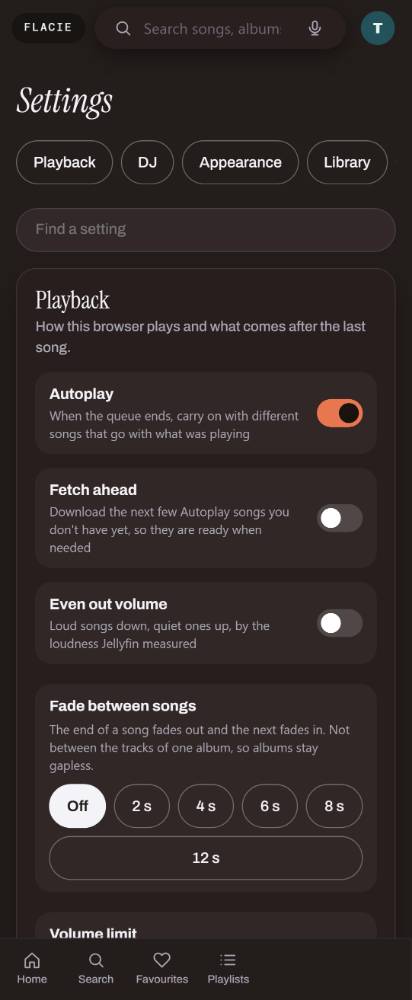 FLACIE
Search songs, album
T
Settings
Playback
DJ
Appearance
Library
Find a setting
Playback
How this browser plays and what comes after the last
song.
Autoplay
When the queue ends, carry on with different
songs that go with what was playing
Fetch ahead
Download the next few Autoplay songs you
don't have yet, so they are ready when
needed
Even out volume
Loud songs down, quiet ones up, by the
loudness Jellyfin measured
Fade between songs
The end of a song fades out and the next fades in. Not
between the tracks of one album, so albums stay
gapless.
Off
2 s
4 s
6 s
8 s
12 s
Volume limit
Home
Search
Favourites
Playlists